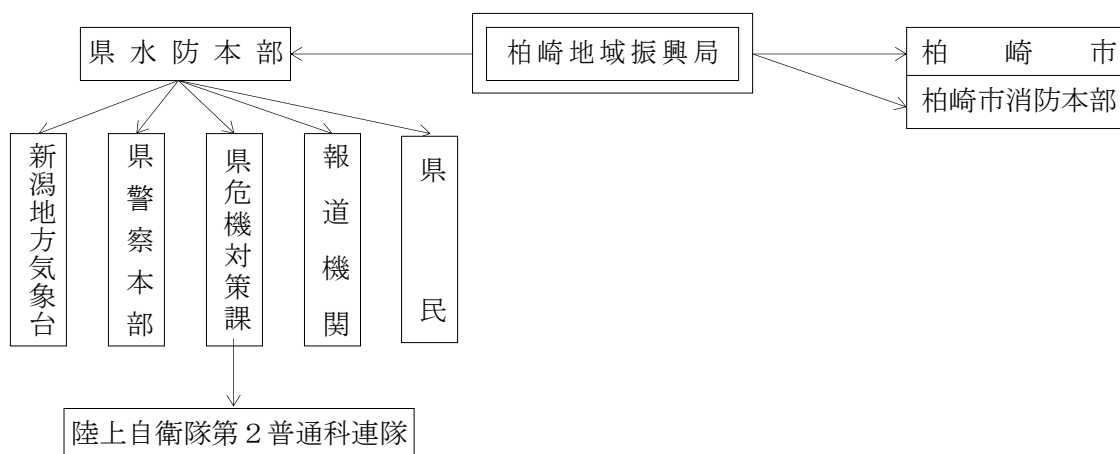 県水防本部
柏崎地域振興局
柏崎市
柏崎市消防本部
新潟地方気象台
県警察本部
県危機対策課
報道機関
県民
陸上自衛隊第２普通科連隊